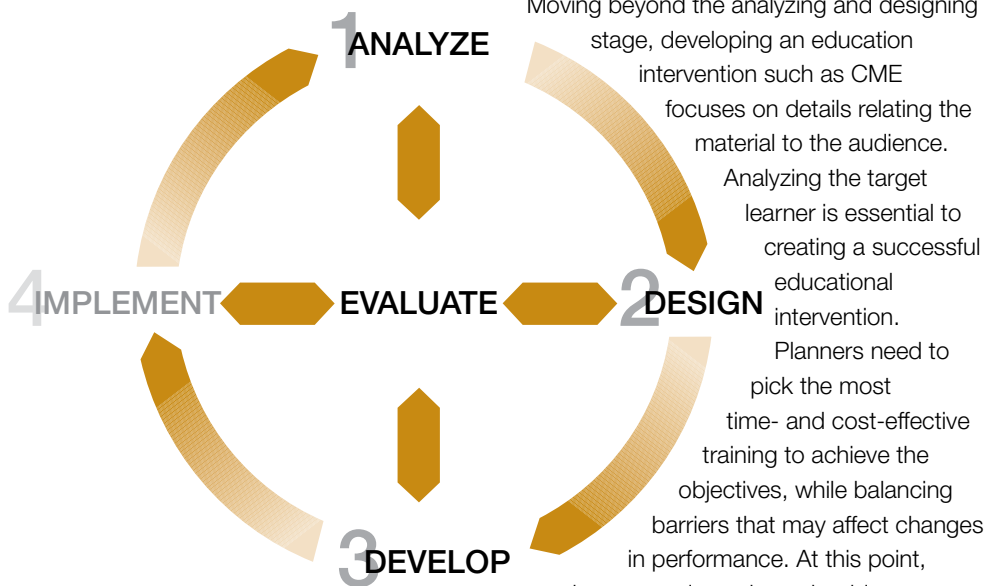 1 ANALYZE
4 IMPLEMENT
EVALUATE
2 DESIGN
3 DEVELOP
Moving beyond the analyzing and designing
stage, developing an education
intervention such as CME
focuses on details relating the
material to the audience.
Analyzing the target
learner is essential to
creating a successful
educational
intervention.
Planners need to
pick the most
time- and cost-effective
training to achieve the
objectives, while balancing
barriers that may affect changes
in performance. At this point,